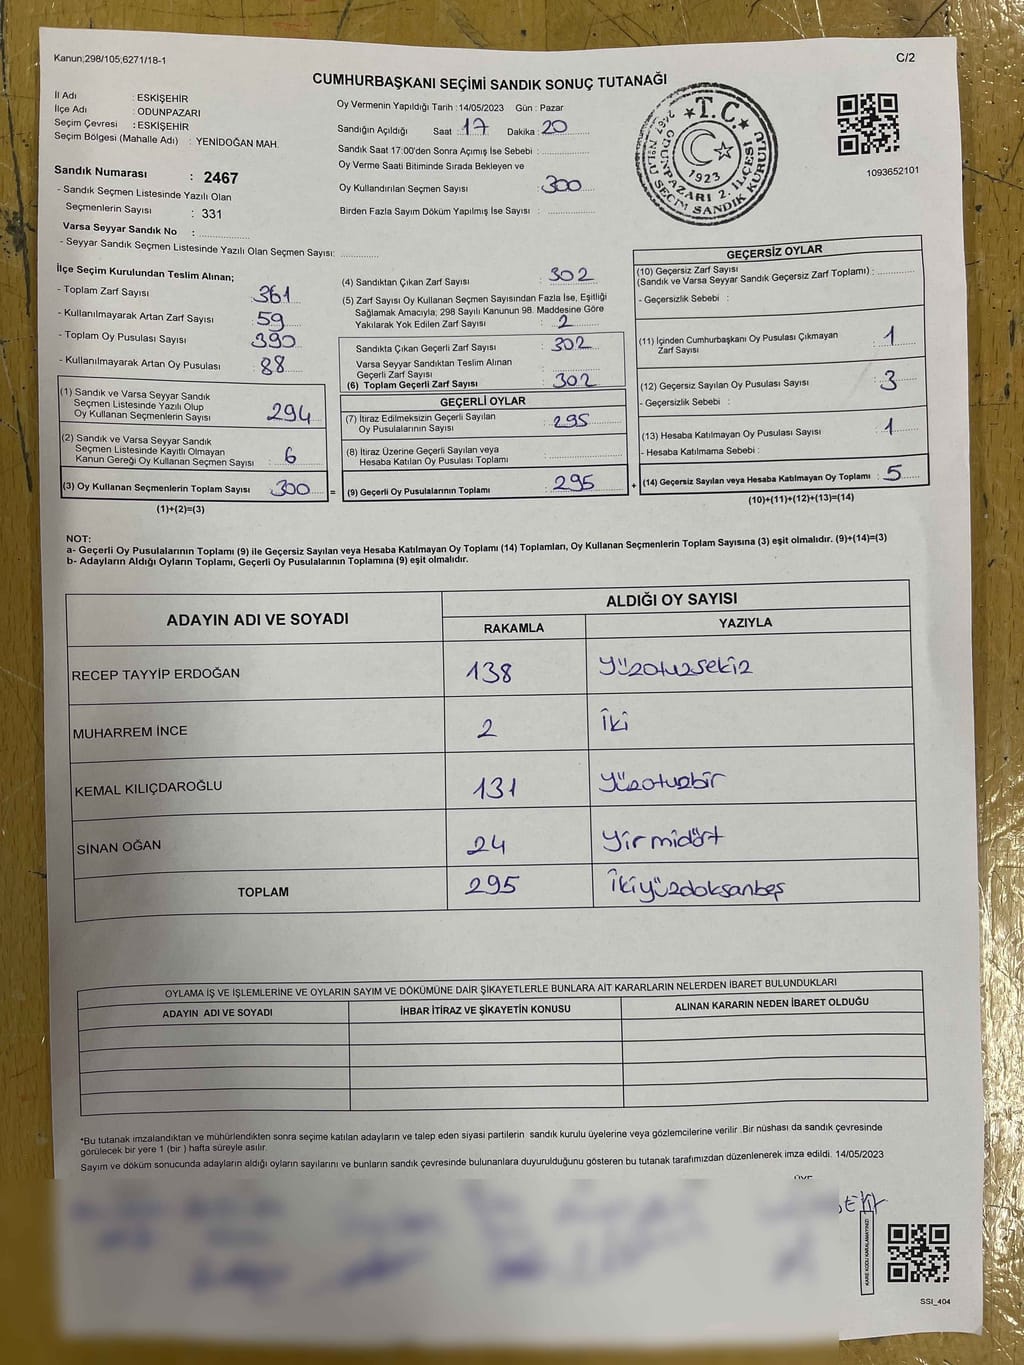 Kanun;298/105;6271/18-1
C/2
CUMHURBAŞKANI SEÇİMİ SANDIK SONUÇ TUTANAĞI
İl Adı : ESKİŞEHİR
İlçe Adı : ODUNPAZARI
Seçim Çevresi : ESKİŞEHİR
Seçim Bölgesi (Mahalle Adı) : YENİDOĞAN MAH.
Sandık Numarası : 2467
- Sandık Seçmen Listesinde Yazılı Olan
Seçmenlerin Sayısı : 331
Varsa Seyyar Sandık No :
- Seyyar Sandık Seçmen Listesinde Yazılı Olan Seçmen Sayısı:
Oy Vermenin Yapıldığı Tarih :14/05/2023 Gün : Pazar
Sandığın Açıldığı Saat : 17 Dakika : 20
Sandık Saat 17:00'den Sonra Açımış İse Sebebi :
Oy Verme Saati Bitiminde Sırada Bekleyen ve
Oy Kullandırılan Seçmen Sayısı : 300
Birden Fazla Sayım Döküm Yapılmış İse Sayısı :
T.C.
ODUNPAZARI 2. İLÇESİ
2467 NOLU SEÇİM SANDIK KURULU
1923
1093652101
İlçe Seçim Kurulundan Teslim Alınan;
- Toplam Zarf Sayısı : 361
- Kullanılmayarak Artan Zarf Sayısı : 59
- Toplam Oy Pusulası Sayısı : 390
- Kullanılmayarak Artan Oy Pusulası : 88
(1) Sandık ve Varsa Seyyar Sandık
Seçmen Listesinde Yazılı Olup
Oy Kullanan Seçmenlerin Sayısı : 294
(2) Sandık ve Varsa Seyyar Sandık
Seçmen Listesinde Kayıtlı Olmayan
Kanun Gereği Oy Kullanan Seçmen Sayısı : 6
(3) Oy Kullanan Seçmenlerin Toplam Sayısı : 300 =
(1)+(2)=(3)
(4) Sandıktan Çıkan Zarf Sayısı : 302
(5) Zarf Sayısı Oy Kullanan Seçmen Sayısından Fazla İse, Eşitliği
Sağlamak Amacıyla; 298 Sayılı Kanunun 98. Maddesine Göre
Yakılarak Yok Edilen Zarf Sayısı : 2
Sandıkta Çıkan Geçerli Zarf Sayısı : 302
Varsa Seyyar Sandıktan Teslim Alınan
Geçerli Zarf Sayısı
(6) Toplam Geçerli Zarf Sayısı : 302
GEÇERLİ OYLAR
(7) İtiraz Edilmeksizin Geçerli Sayılan
Oy Pusulalarının Sayısı : 295
(8) İtiraz Üzerine Geçerli Sayılan veya
Hesaba Katılan Oy Pusulası Toplamı :
(9) Geçerli Oy Pusulalarının Toplamı : 295 +
GEÇERSİZ OYLAR
(10) Geçersiz Zarf Sayısı
(Sandık ve Varsa Seyyar Sandık Geçersiz Zarf Toplamı) :
- Geçersizlik Sebebi :
(11) İçinden Cumhurbaşkanı Oy Pusulası Çıkmayan
Zarf Sayısı : 1
(12) Geçersiz Sayılan Oy Pusulası Sayısı : 3
- Geçersizlik Sebebi :
(13) Hesaba Katılmayan Oy Pusulası Sayısı : 1
- Hesaba Katılmama Sebebi :
(14) Geçersiz Sayılan veya Hesaba Katılmayan Oy Toplamı : 5
(10)+(11)+(12)+(13)=(14)
NOT:
a- Geçerli Oy Pusulalarının Toplamı (9) ile Geçersiz Sayılan veya Hesaba Katılmayan Oy Toplamı (14) Toplamları, Oy Kullanan Seçmenlerin Toplam Sayısına (3) eşit olmalıdır. (9)+(14)=(3)
b- Adayların Aldığı Oyların Toplamı, Geçerli Oy Pusulalarının Toplamına (9) eşit olmalıdır.
ADAYIN ADI VE SOYADI
ALDIĞI OY SAYISI
RAKAMLA YAZIYLA
RECEP TAYYİP ERDOĞAN 138 Yüzotuzsekiz
MUHARREM İNCE 2 İki
KEMAL KILIÇDAROĞLU 131 Yüzotuzbir
SİNAN OĞAN 24 Yirmidört
TOPLAM 295 İkiyüzdoksanbeş
OYLAMA İŞ VE İŞLEMLERİNE VE OYLARIN SAYIM VE DÖKÜMÜNE DAİR ŞİKAYETLERLE BUNLARA AİT KARARLARIN NELERDEN İBARET BULUNDUKLARI
ADAYIN ADI VE SOYADI İHBAR İTİRAZ VE ŞİKAYETİN KONUSU ALINAN KARARIN NEDEN İBARET OLDUĞU
*Bu tutanak imzalandıktan ve mühürlendikten sonra seçime katılan adayların ve talep eden siyasi partilerin sandık kurulu üyelerine veya gözlemcilerine verilir .Bir nüshası da sandık çevresinde
görülecek bir yere 1 (bir ) hafta süreyle asılır.
Sayım ve döküm sonucunda adayların aldığı oyların sayılarını ve bunların sandık çevresinde bulunanlara duyurulduğunu gösteren bu tutanak tarafımızdan düzenlenerek imza edildi. 14/05/2023
KARE KODU KARALAMAYINIZ!
SSI_404